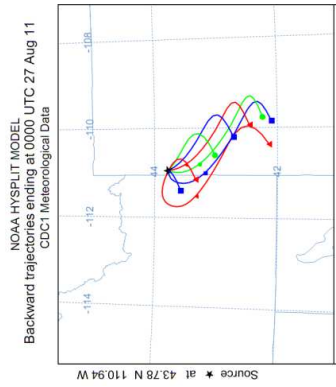 NOAA HYSPLIT MODEL
Backward trajectories ending at 0000 UTC 27 Aug 11
CDC1 Meteorological Data
Source ★ at 43.78 N 110.94 W
-108
-110
-112
-114
44
42